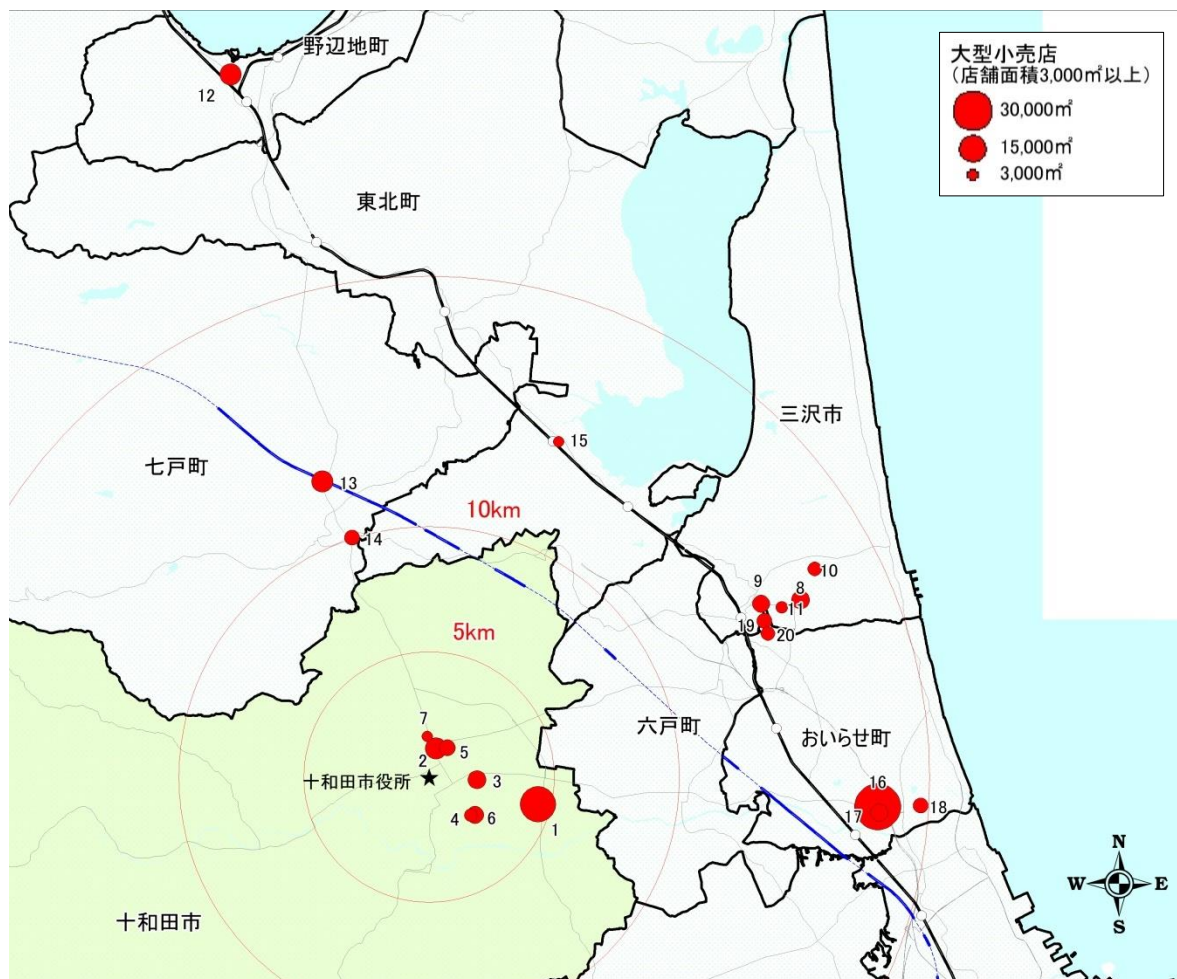 野辺地町
12
東北町
大型小売店
(店舗面積3,000㎡以上)
30,000㎡
15,000㎡
3,000㎡
三沢市
15
七戸町
13
10km
14
10
9
8
11
19
20
5km
六戸町
おいらせ町
7
2
5
十和田市役所
3
4
6
1
16
17
18
十和田市
N
W
E
S